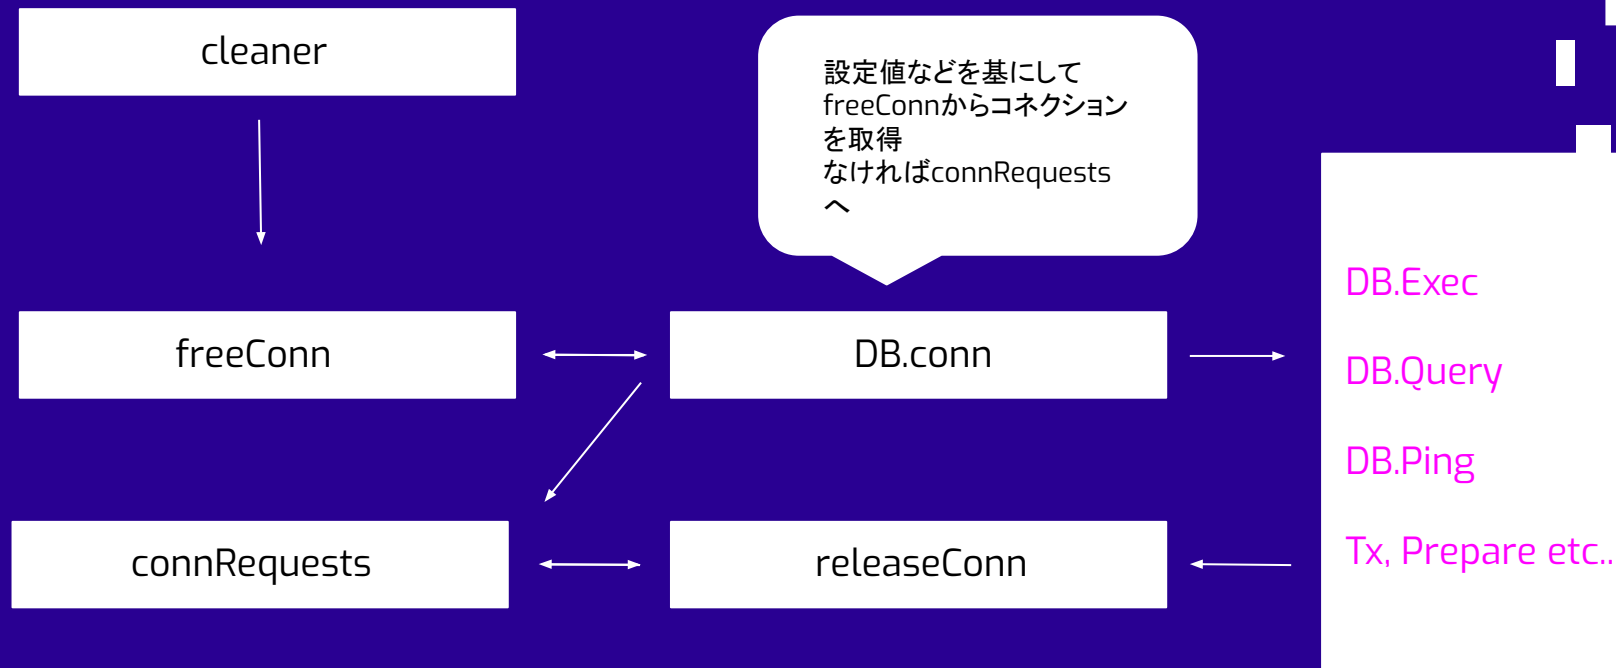 cleaner
設定値などを基にして
freeConnからコネクション
を取得
なければconnRequests
へ
freeConn
DB.conn
connRequests
releaseConn
DB.Exec
DB.Query
DB.Ping
Tx, Prepare etc..